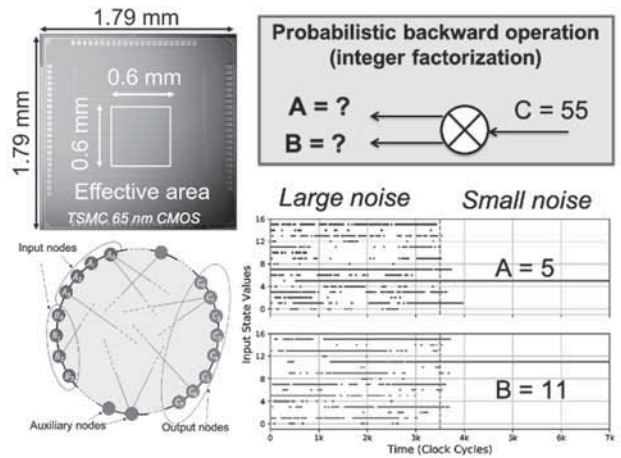 1.79 mm
1.79 mm
0.6 mm
0.6 mm
Effective area
TSMC 65 nm CMOS
Probabilistic backward operation
(integer factorization)
A = ?
B = ?
C = 55
Input nodes
Auxiliary nodes
Output nodes
Large noise
Small noise
Input State Values
16
12
8
4
0
A = 5
16
12
8
4
0
B = 11
0
1k
2k
3k
4k
5k
6k
7k
Time (Clock Cycles)